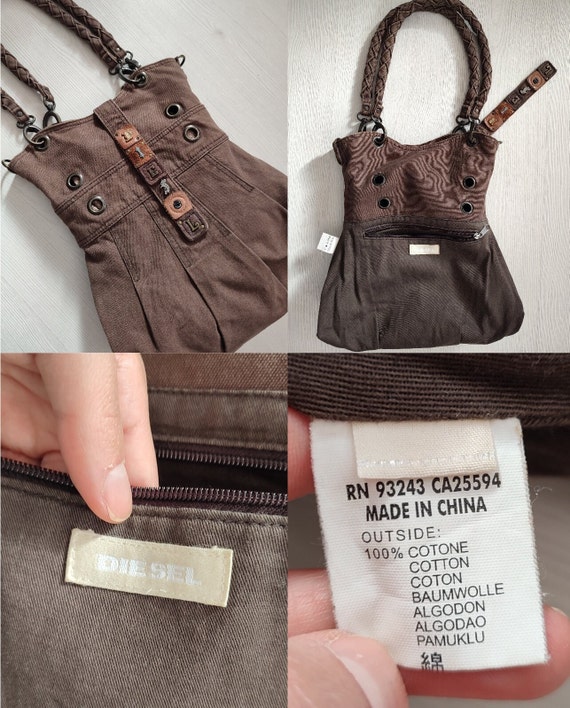 DIESEL
RN 93243 CA25594
MADE IN CHINA
OUTSIDE:
100% COTONE
COTTON
COTON
BAUMWOLLE
ALGODON
ALGODAO
PAMUKLU
綿